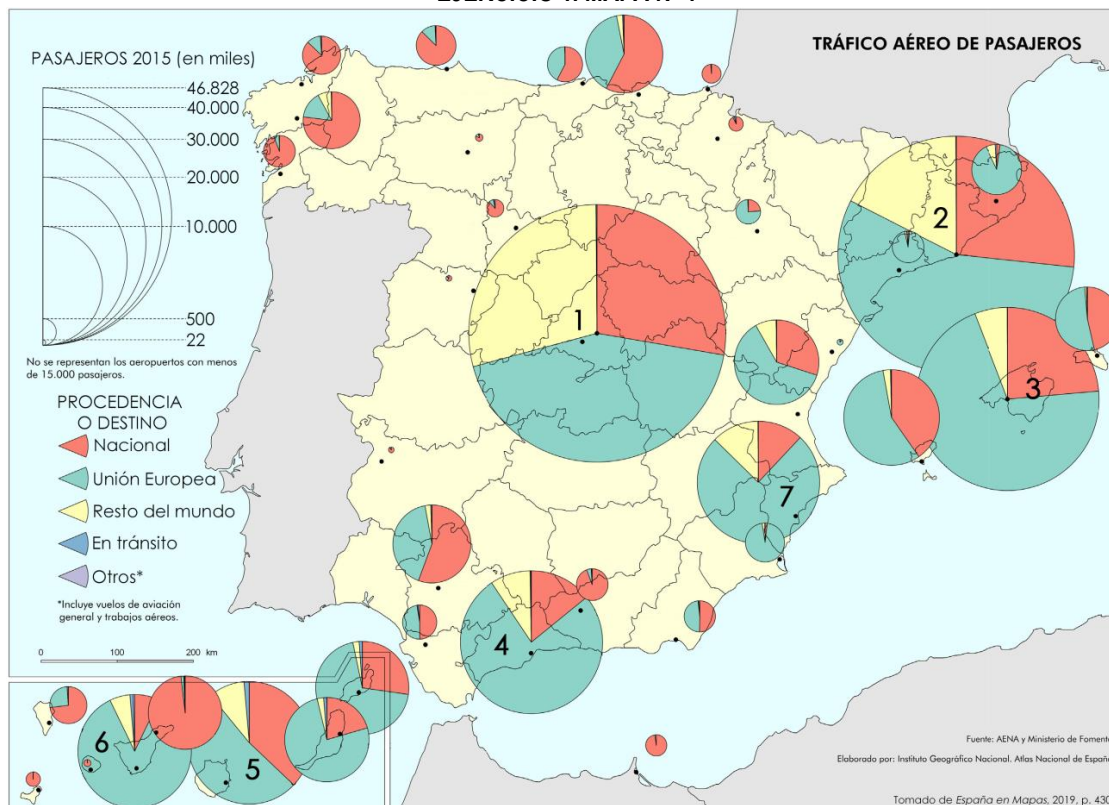 TRÁFICO AÉREO DE PASAJEROS
PASAJEROS 2015 (en miles)
46.828
40.000
30.000
20.000
10.000
500
22
No se representan los aeropuertos con menos
de 15.000 pasajeros.
PROCEDENCIA
O DESTINO
Nacional
Unión Europea
Resto del mundo
En tránsito
Otros*
*Incluye vuelos de aviación
general y trabajos aéreos.
0 100 200 km
1
2
3
7
4
6
5
Fuente: AENA y Ministerio de Fomento
Elaborado por: Instituto Geográfico Nacional. Atlas Nacional de España
Tomado de España en Mapas, 2019, p. 430